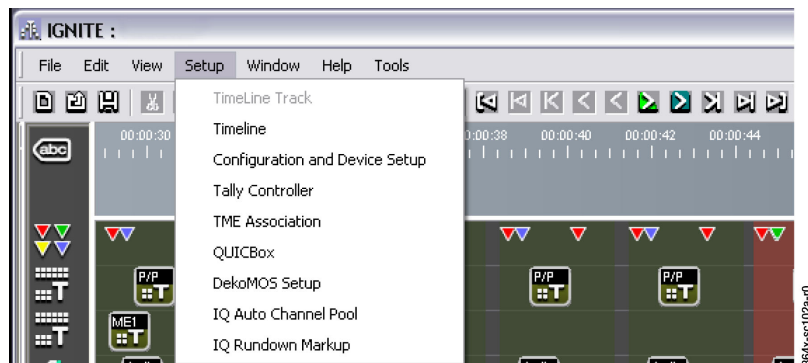 IGNITE :
File Edit View Setup Window Help Tools
TimeLine Track
Timeline
Configuration and Device Setup
Tally Controller
TME Association
QUICBox
DekoMOS Setup
IQ Auto Channel Pool
IQ Rundown Markup
00:00:30 0:00:38 00:00:40 00:00:42 00:00:44
abc
P/P T P/P T P/P T
T
ME1 T
T